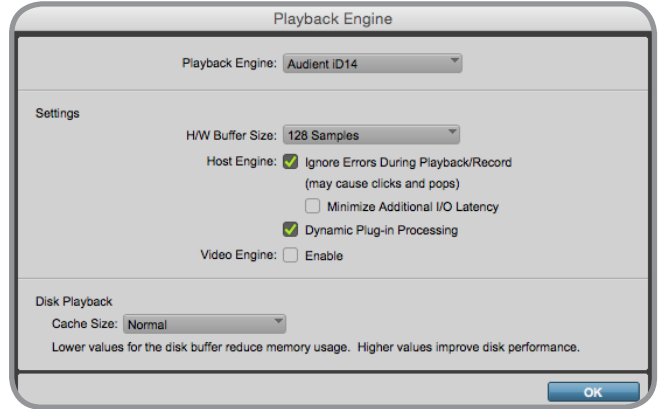 Playback Engine
Playback Engine: Audient iD14
Settings
H/W Buffer Size: 128 Samples
Host Engine: Ignore Errors During Playback/Record
(may cause clicks and pops)
Minimize Additional I/O Latency
Dynamic Plug-in Processing
Video Engine: Enable
Disk Playback
Cache Size: Normal
Lower values for the disk buffer reduce memory usage. Higher values improve disk performance.
OK